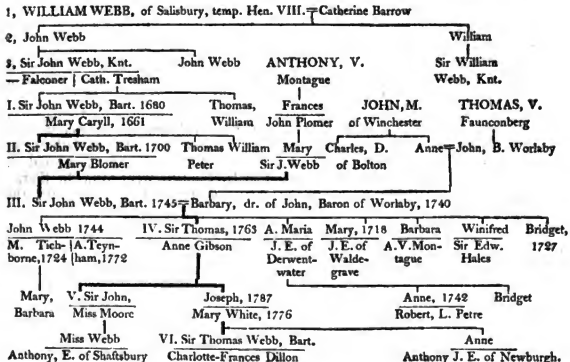 1, WILLIAM WEBB, of Salisbury, temp. Hen. VIII.=Catherine Barrow
2, John Webb William
3, Sir John Webb, Knt. John Webb ANTHONY, V. Sir William
— Falconer | Cath. Tresham Montague Webb, Knt.
I. Sir John Webb, Bart. 1680 Thomas, Frances JOHN, M. THOMAS, V.
Mary Caryll, 1661 William John Plomer of Winchester Faunconberg
II. Sir John Webb, Bart. 1700 Thomas William Mary Charles, D. Anne=John, B. Worlaby
Mary Blomer Peter Sir J. Webb of Bolton
III. Sir John Webb, Bart. 1745=Barbary, dr. of John, Baron of Worlaby, 1740
John Webb 1744 IV. Sir Thomas, 1763 A. Maria Mary, 1718 Barbara Winifred Bridget,
M. Tich- |A. Teyn- Anne Gibson J. E. of J. E. of A. V. Mon- Sir Edw. 1727
borne, 1724 |ham, 1772 Derwent- Walde- tague Hales
water grave
Mary, V. Sir John, Joseph, 1787 Anne, 1742 Bridget
Barbara Miss Moore Mary White, 1776 Robert, L. Petre
Miss Webb VI. Sir Thomas Webb, Bart. Anne
Anthony, E. of Shaftsbury Charlotte-Frances Dillon Anthony J. E. of Newburgh.